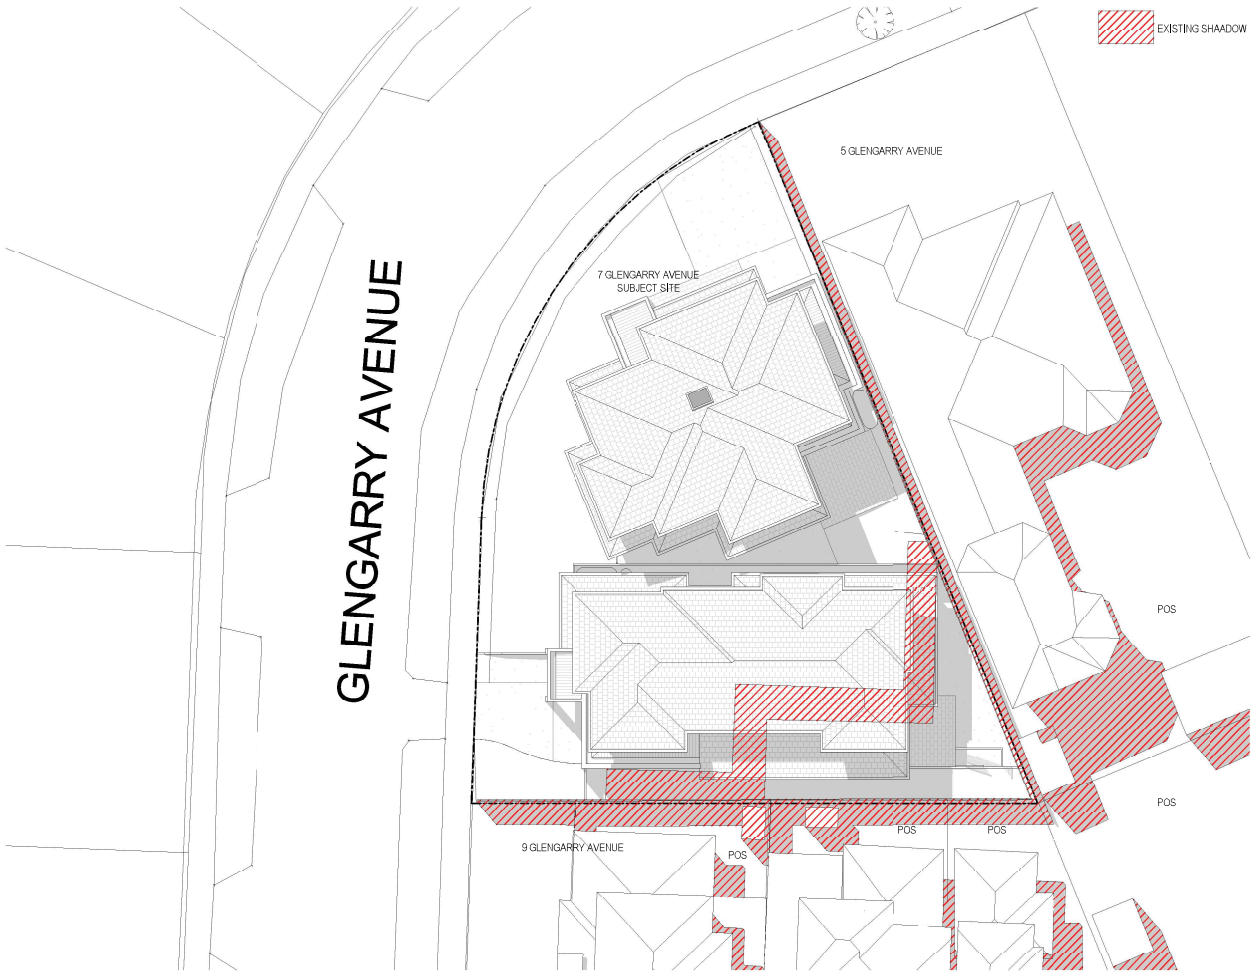 EXISTING SHAADOW
5 GLENGARRY AVENUE
7 GLENGARRY AVENUE
SUBJECT SITE
GLENGARRY AVENUE
POS
POS
POS
POS
9 GLENGARRY AVENUE
POS